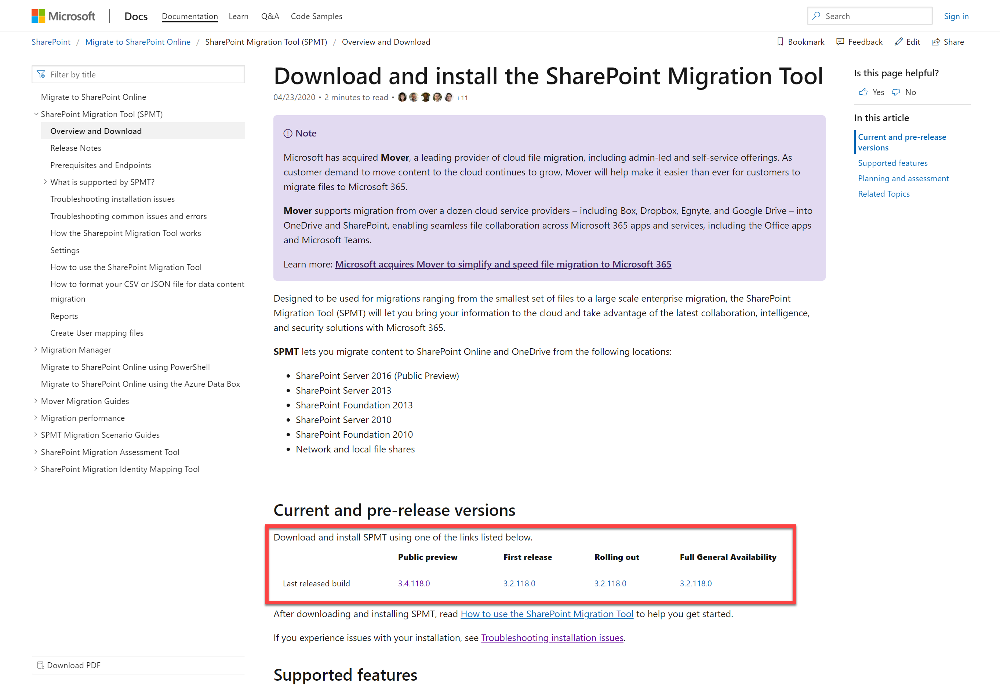 Microsoft
Docs
Documentation
Learn
Q&A
Code Samples
Search
Sign in
SharePoint / Migrate to SharePoint Online / SharePoint Migration Tool (SPMT) / Overview and Download
Bookmark
Feedback
Edit
Share
Filter by title
Migrate to SharePoint Online
SharePoint Migration Tool (SPMT)
Overview and Download
Release Notes
Prerequisites and Endpoints
What is supported by SPMT?
Troubleshooting installation issues
Troubleshooting common issues and errors
How the Sharepoint Migration Tool works
Settings
How to use the SharePoint Migration Tool
How to format your CSV or JSON file for data content
migration
Reports
Create User mapping files
Migration Manager
Migrate to SharePoint Online using PowerShell
Migrate to SharePoint Online using the Azure Data Box
Mover Migration Guides
Migration performance
SPMT Migration Scenario Guides
SharePoint Migration Assessment Tool
SharePoint Migration Identity Mapping Tool
Download PDF
Download and install the SharePoint Migration Tool
04/23/2020 • 2 minutes to read • +11
Note
Microsoft has acquired Mover, a leading provider of cloud file migration, including admin-led and self-service offerings. As
customer demand to move content to the cloud continues to grow, Mover will help make it easier than ever for customers to
migrate files to Microsoft 365.
Mover supports migration from over a dozen cloud service providers – including Box, Dropbox, Egnyte, and Google Drive – into
OneDrive and SharePoint, enabling seamless file collaboration across Microsoft 365 apps and services, including the Office apps
and Microsoft Teams.
Learn more: Microsoft acquires Mover to simplify and speed file migration to Microsoft 365
Designed to be used for migrations ranging from the smallest set of files to a large scale enterprise migration, the SharePoint
Migration Tool (SPMT) will let you bring your information to the cloud and take advantage of the latest collaboration, intelligence,
and security solutions with Microsoft 365.
SPMT lets you migrate content to SharePoint Online and OneDrive from the following locations:
• SharePoint Server 2016 (Public Preview)
• SharePoint Server 2013
• SharePoint Foundation 2013
• SharePoint Server 2010
• SharePoint Foundation 2010
• Network and local file shares
Current and pre-release versions
Download and install SPMT using one of the links listed below.
Public preview First release Rolling out Full General Availability
Last released build 3.4.118.0 3.2.118.0 3.2.118.0 3.2.118.0
After downloading and installing SPMT, read How to use the SharePoint Migration Tool to help you get started.
If you experience issues with your installation, see Troubleshooting installation issues.
Supported features
Is this page helpful?
Yes No
In this article
Current and pre-release
versions
Supported features
Planning and assessment
Related Topics